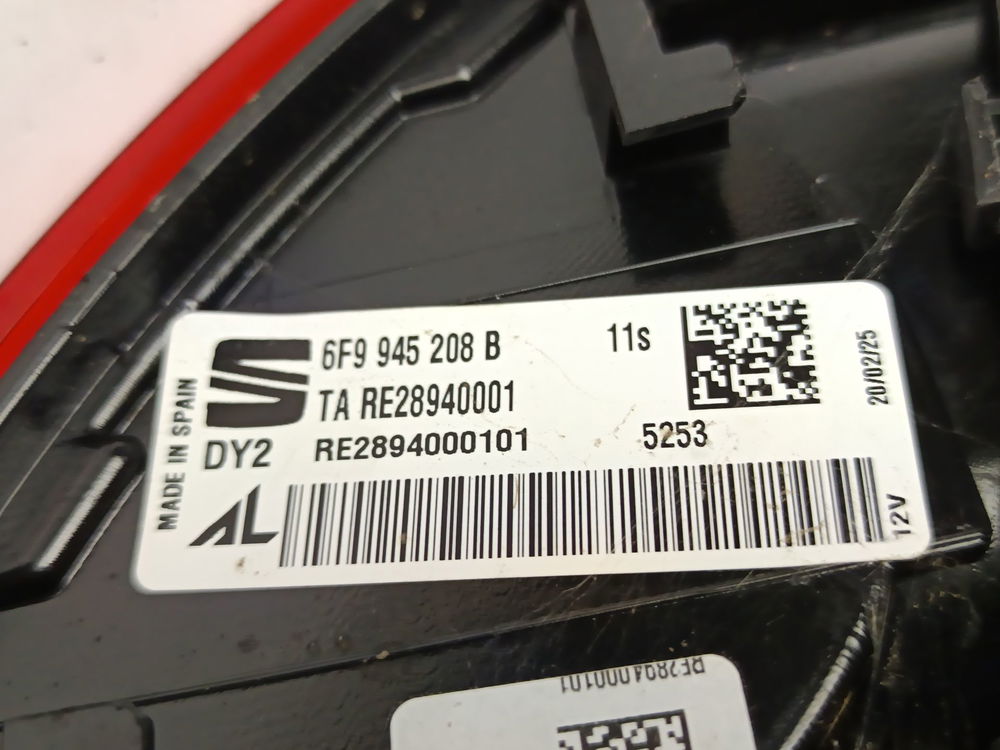 6F9 945 208 B
11s
TA RE28940001
RE2894000101
5253
DY2
AL
MADE IN SPAIN
20/02/25
12V
RE2894000101